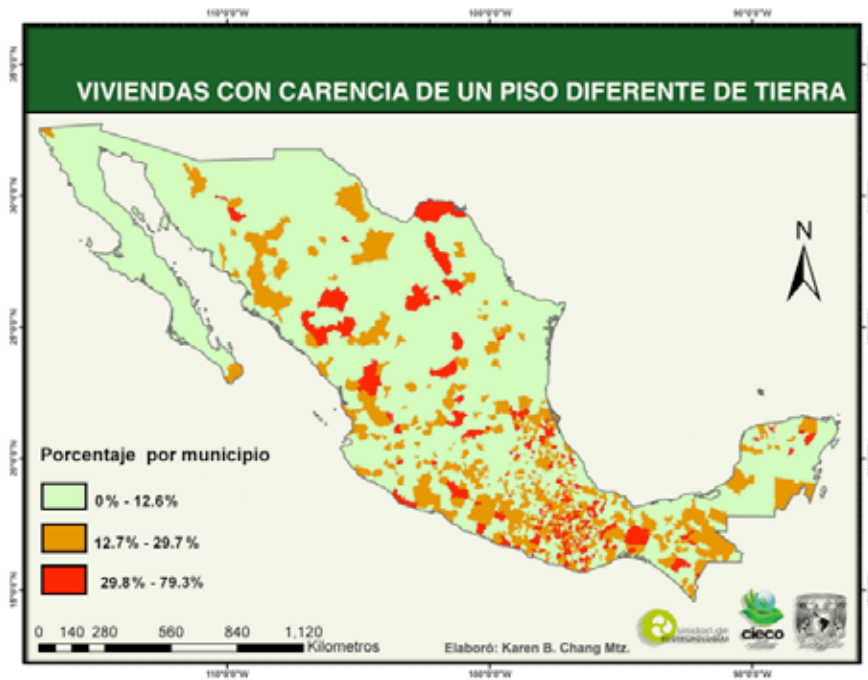 110°0'0"W 100°0'0"W 90°0'0"W
VIVIENDAS CON CARENCIA DE UN PISO DIFERENTE DE TIERRA
N
Porcentaje por municipio
0% - 12.6%
12.7% - 29.7%
29.8% - 79.3%
0 140 280 560 840 1,120
Kilometros
Elaboró: Karen B. Chang Mtz.
unidad de
cieco
110°0'0"W 100°0'0"W 90°0'0"W